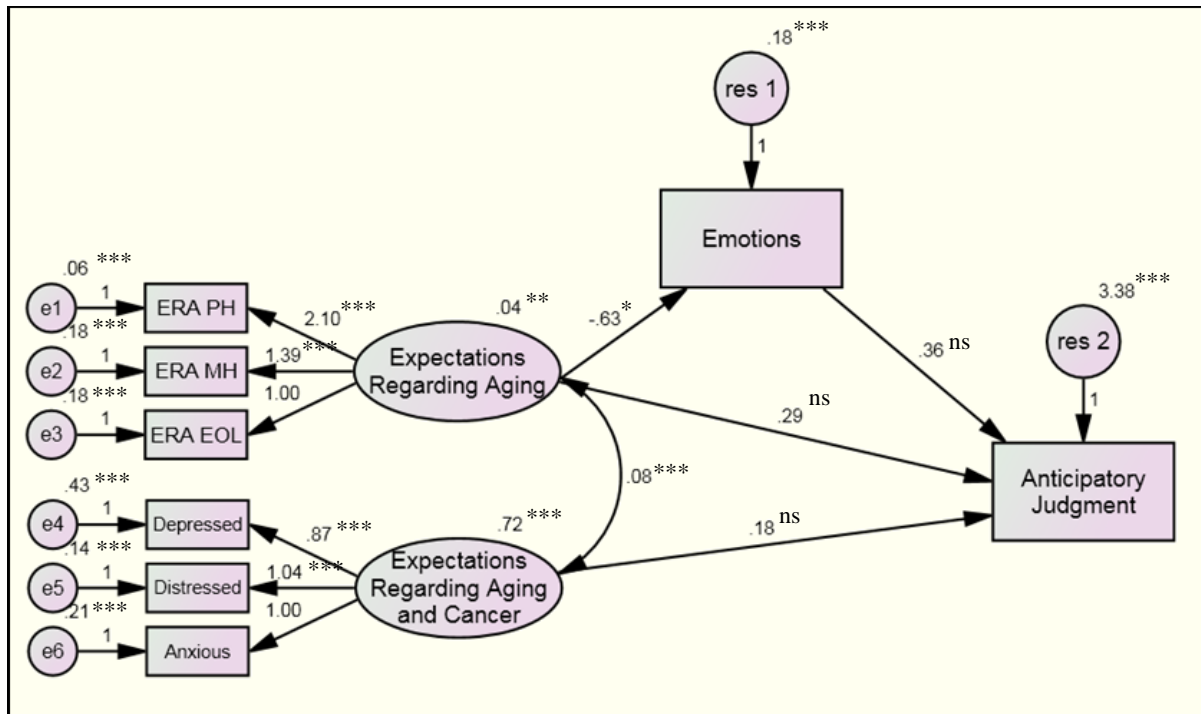 .18***
res 1
1
Emotions
.06 ***
e1
1
ERA PH
2.10***
.04 **
-.63*
3.38***
.18***
e2
1
ERA MH
1.39***
Expectations
Regarding Aging
.36 ns
res 2
.18***
e3
1
ERA EOL
1.00
.29 ns
1
.08***
Anticipatory
Judgment
.43***
e4
1
Depressed
.87 ***
.72 ***
.18 ns
.14 ***
e5
1
Distressed
1.04 ***
Expectations
Regarding Aging
and Cancer
.21***
e6
1
Anxious
1.00